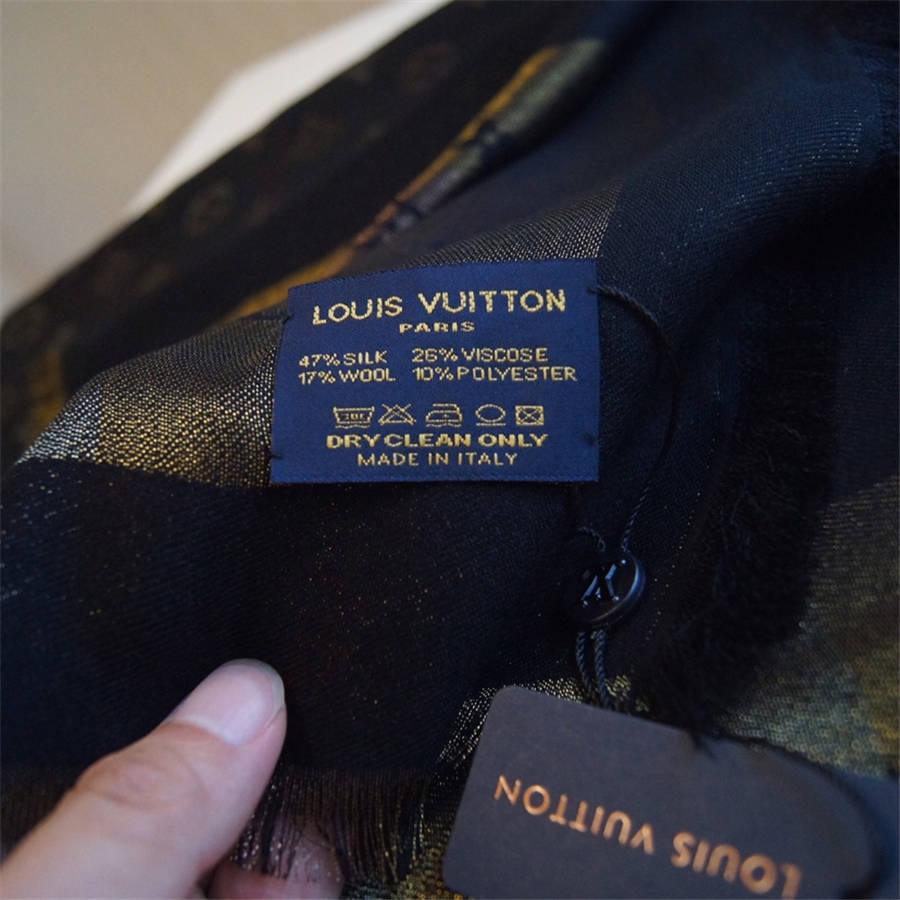 LOUIS VUITTON
PARIS
47% SILK 26% VISCOSE
17% WOOL 10% POLYESTER
DRY CLEAN ONLY
MADE IN ITALY
LOUIS VUITTON